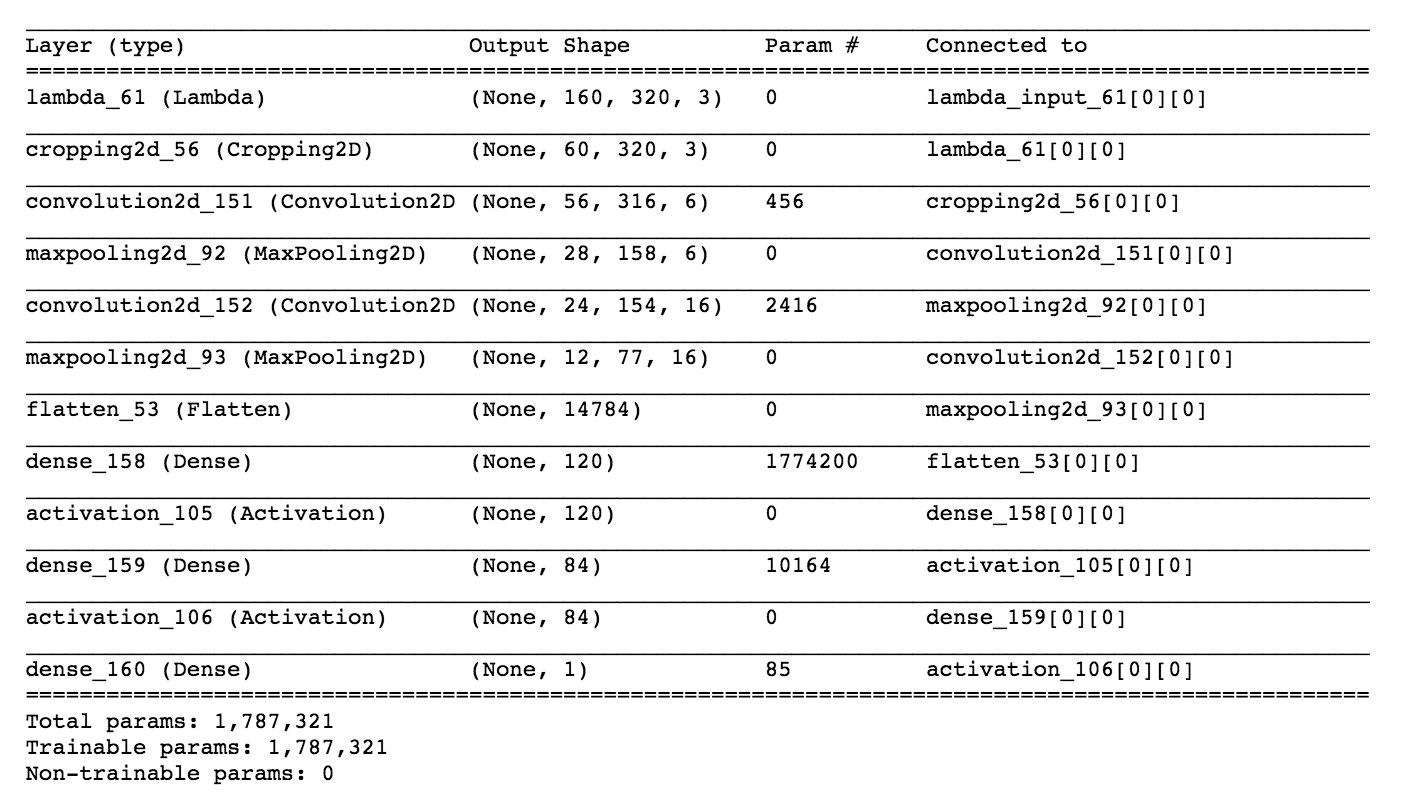 Layer (type) Output Shape Param # Connected to
====================================================================================================
lambda_61 (Lambda) (None, 160, 320, 3) 0 lambda_input_61[0][0]
cropping2d_56 (Cropping2D) (None, 60, 320, 3) 0 lambda_61[0][0]
convolution2d_151 (Convolution2D (None, 56, 316, 6) 456 cropping2d_56[0][0]
maxpooling2d_92 (MaxPooling2D) (None, 28, 158, 6) 0 convolution2d_151[0][0]
convolution2d_152 (Convolution2D (None, 24, 154, 16) 2416 maxpooling2d_92[0][0]
maxpooling2d_93 (MaxPooling2D) (None, 12, 77, 16) 0 convolution2d_152[0][0]
flatten_53 (Flatten) (None, 14784) 0 maxpooling2d_93[0][0]
dense_158 (Dense) (None, 120) 1774200 flatten_53[0][0]
activation_105 (Activation) (None, 120) 0 dense_158[0][0]
dense_159 (Dense) (None, 84) 10164 activation_105[0][0]
activation_106 (Activation) (None, 84) 0 dense_159[0][0]
dense_160 (Dense) (None, 1) 85 activation_106[0][0]
====================================================================================================
Total params: 1,787,321
Trainable params: 1,787,321
Non-trainable params: 0